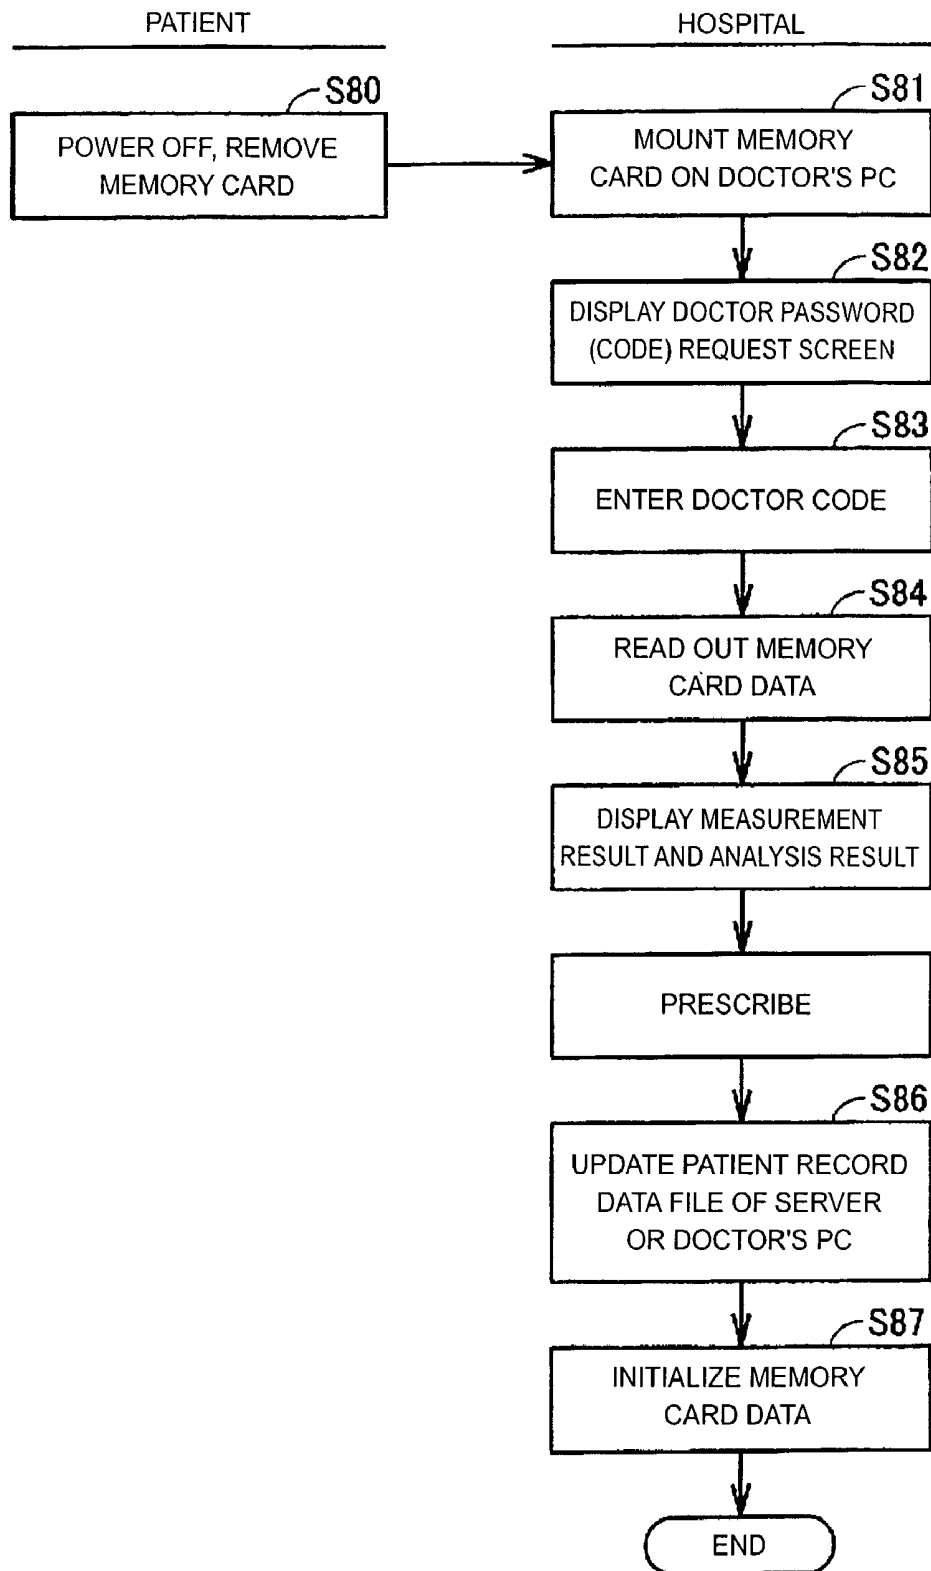 PATIENT
HOSPITAL
S80
POWER OFF, REMOVE
MEMORY CARD
S81
MOUNT MEMORY
CARD ON DOCTOR'S PC
S82
DISPLAY DOCTOR PASSWORD
(CODE) REQUEST SCREEN
S83
ENTER DOCTOR CODE
S84
READ OUT MEMORY
CARD DATA
S85
DISPLAY MEASUREMENT
RESULT AND ANALYSIS RESULT
PRESCRIBE
S86
UPDATE PATIENT RECORD
DATA FILE OF SERVER
OR DOCTOR'S PC
S87
INITIALIZE MEMORY
CARD DATA
END